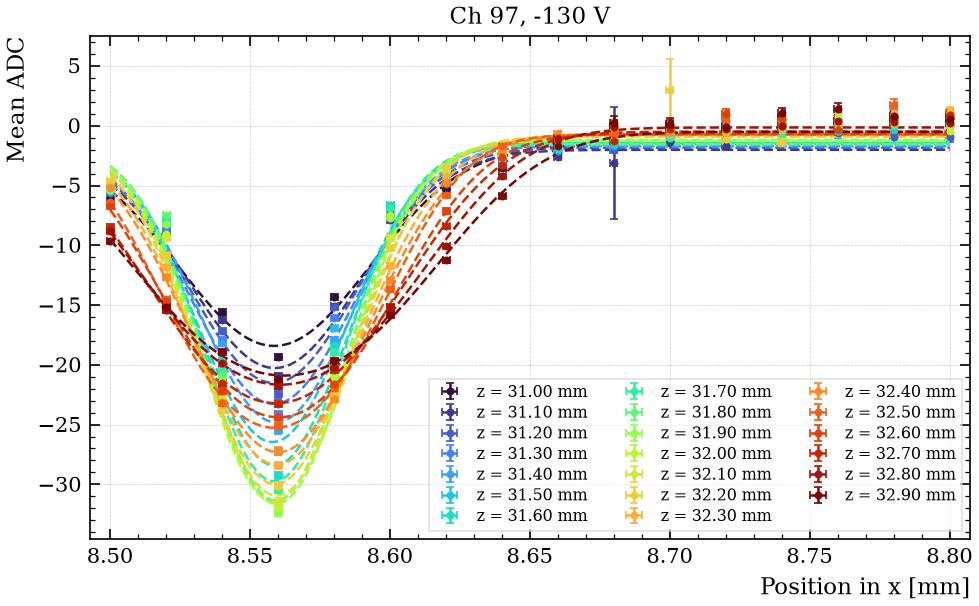 Ch 97, -130 V
Mean ADC
5
0
−5
−10
−15
−20
−25
−30
z = 31.00 mm
z = 31.10 mm
z = 31.20 mm
z = 31.30 mm
z = 31.40 mm
z = 31.50 mm
z = 31.60 mm
z = 31.70 mm
z = 31.80 mm
z = 31.90 mm
z = 32.00 mm
z = 32.10 mm
z = 32.20 mm
z = 32.30 mm
z = 32.40 mm
z = 32.50 mm
z = 32.60 mm
z = 32.70 mm
z = 32.80 mm
z = 32.90 mm
8.50 8.55 8.60 8.65 8.70 8.75 8.80
Position in x [mm]